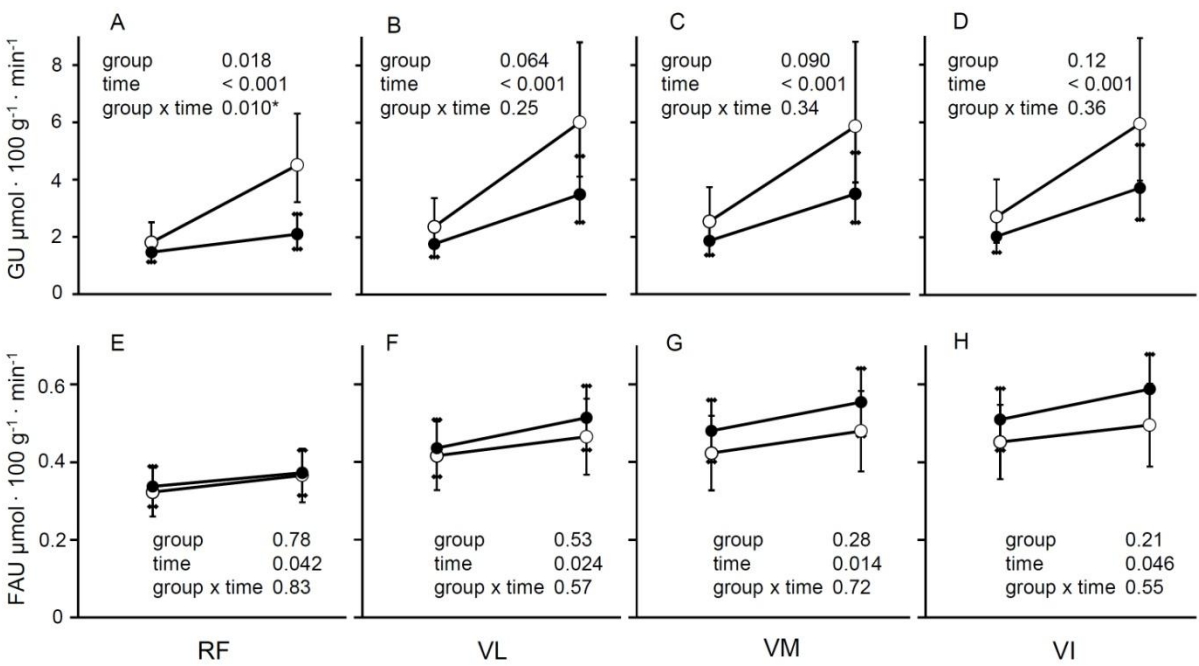 A
B
C
D
GU µmol · 100 g⁻¹ · min⁻¹
8
6
4
2
0
group 0.018
time < 0.001
group x time 0.010*
group 0.064
time < 0.001
group x time 0.25
group 0.090
time < 0.001
group x time 0.34
group 0.12
time < 0.001
group x time 0.36
E
F
G
H
FAU µmol · 100 g⁻¹ · min⁻¹
0.6
0.4
0.2
0
group 0.78
time 0.042
group x time 0.83
group 0.53
time 0.024
group x time 0.57
group 0.28
time 0.014
group x time 0.72
group 0.21
time 0.046
group x time 0.55
RF
VL
VM
VI